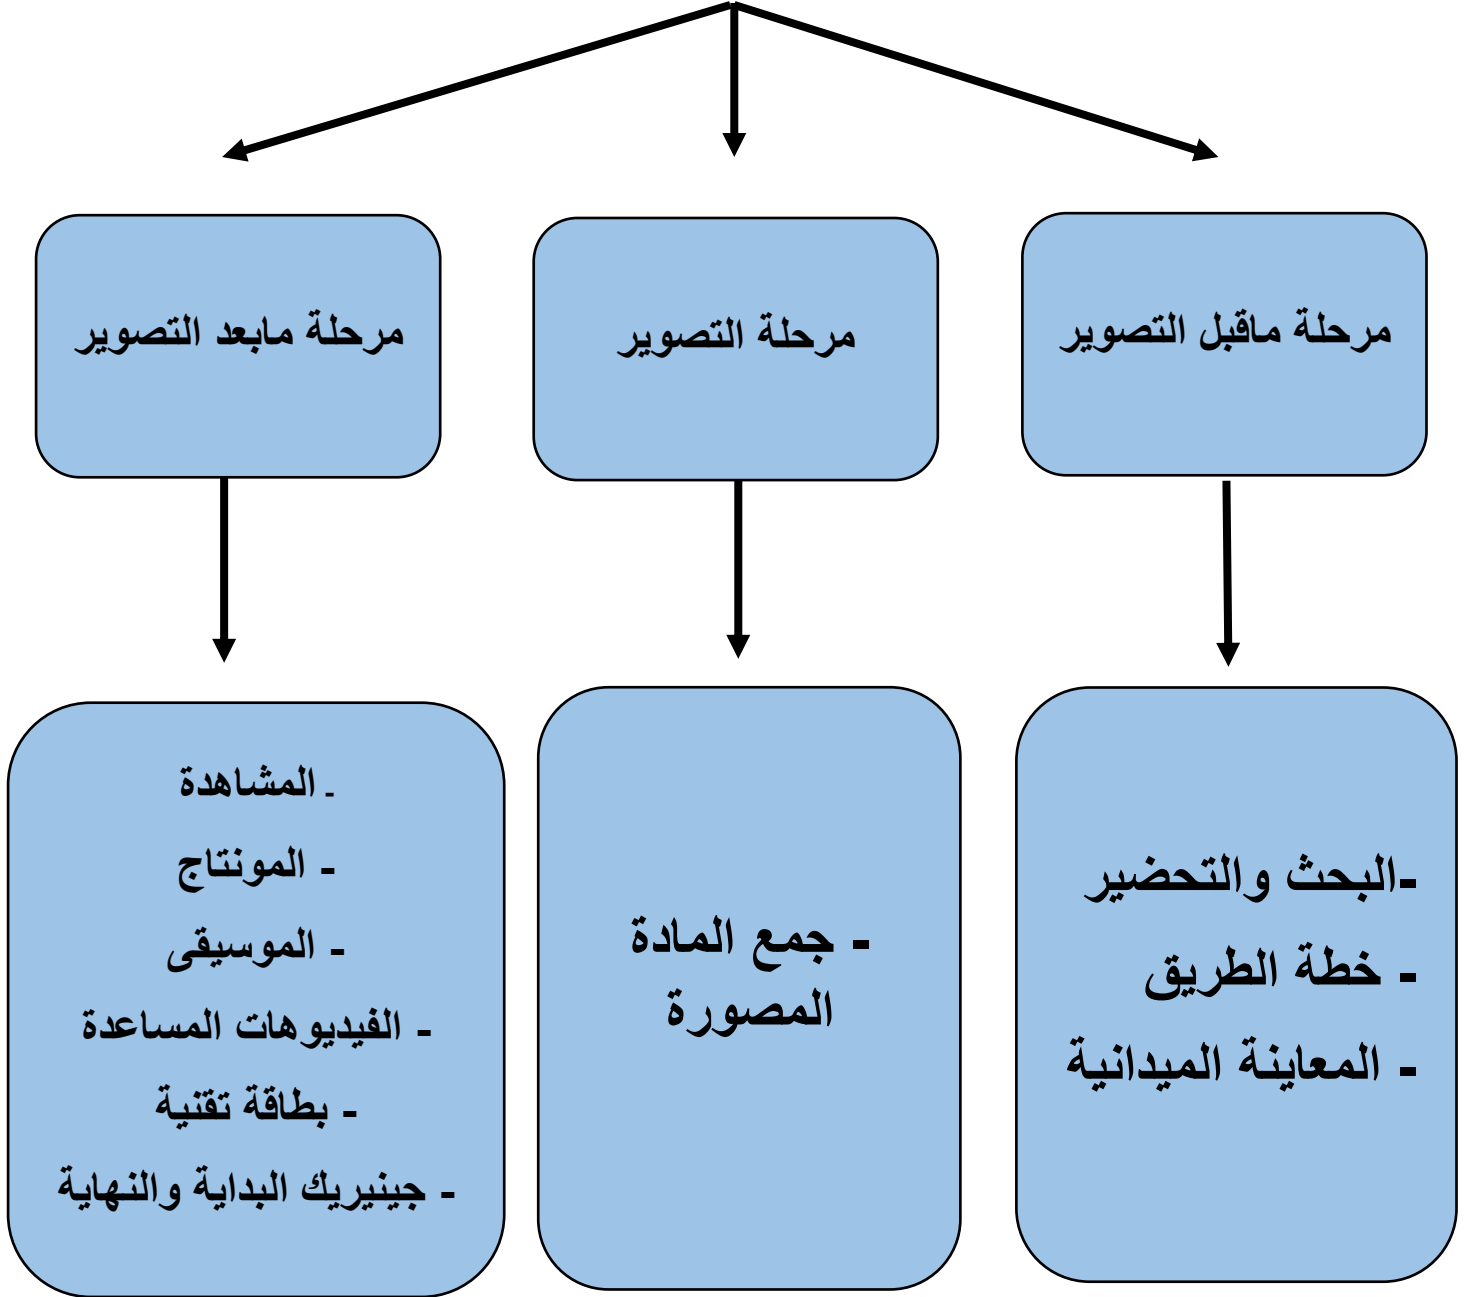 مرحلة ماقبل التصوير
مرحلة التصوير
مرحلة مابعد التصوير
-البحث والتحضير
- خطة الطريق
- المعاينة الميدانية
- جمع المادة
المصورة
- المشاهدة
- المونتاج
- الموسيقى
- الفيديوهات المساعدة
- بطاقة تقنية
- جينيريك البداية والنهاية